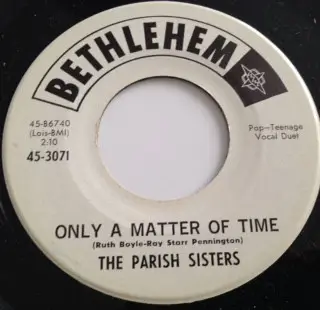 BETHLEHEM
45-B6740
(Lois-BMI)
2:10
45-3071
Pop-Teenage
Vocal Duet
ONLY A MATTER OF TIME
(Ruth Boyle-Ray Starr Pennington)
THE PARISH SISTERS